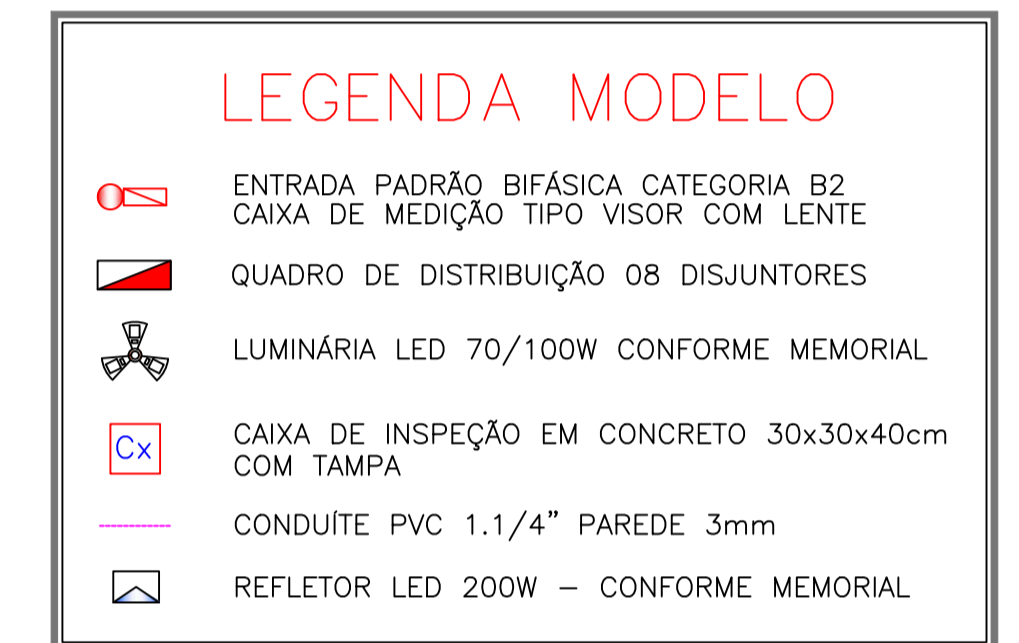 LEGENDA MODELO
ENTRADA PADRÃO BIFÁSICA CATEGORIA B2
CAIXA DE MEDIÇÃO TIPO VISOR COM LENTE
QUADRO DE DISTRIBUIÇÃO 08 DISJUNTORES
LUMINÁRIA LED 70/100W CONFORME MEMORIAL
Cx
CAIXA DE INSPEÇÃO EM CONCRETO 30x30x40cm
COM TAMPA
CONDUÍTE PVC 1.1/4” PAREDE 3mm
REFLETOR LED 200W – CONFORME MEMORIAL